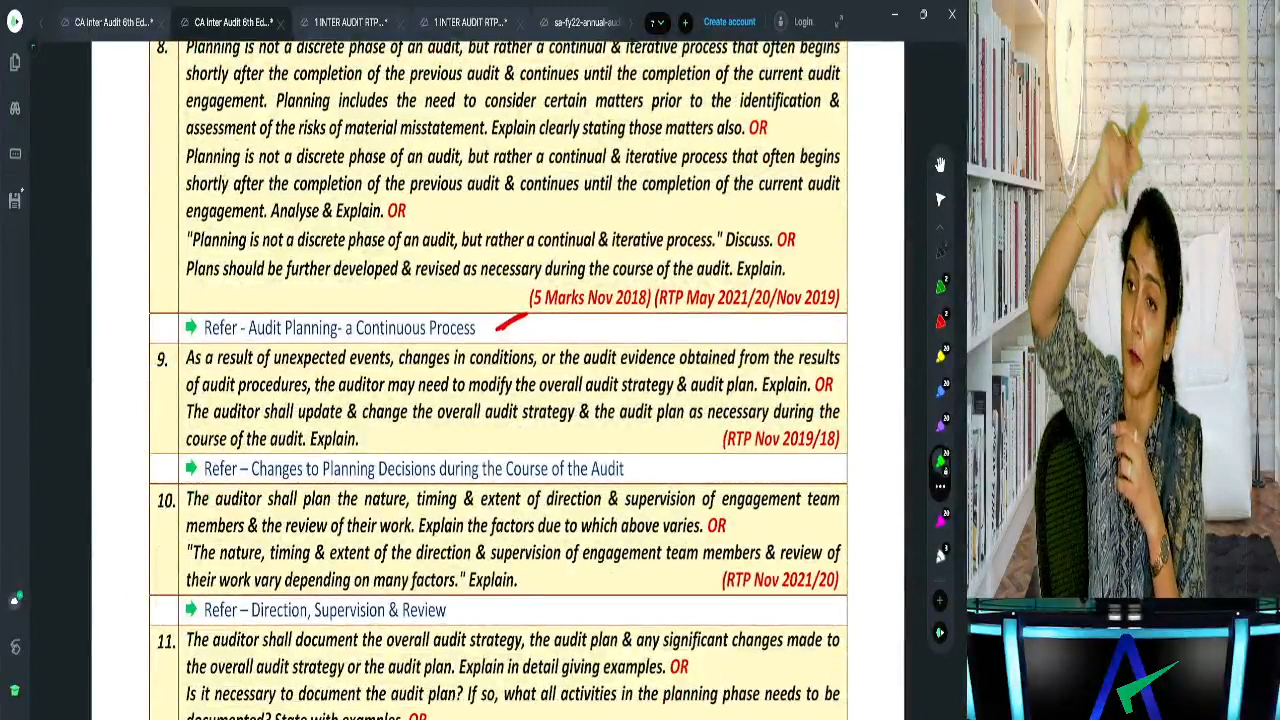 CA Inter Audit 6th Ed...*
CA Inter Audit 6th Ed...*
1 INTER AUDIT RTP...*
1 INTER AUDIT RTP...*
sa-fy22-annual-aud
7
Create account
Login
8. Planning is not a discrete phase of an audit, but rather a continual & iterative process that often begins
shortly after the completion of the previous audit & continues until the completion of the current audit
engagement. Planning includes the need to consider certain matters prior to the identification &
assessment of the risks of material misstatement. Explain clearly stating those matters also. OR
Planning is not a discrete phase of an audit, but rather a continual & iterative process that often begins
shortly after the completion of the previous audit & continues until the completion of the current audit
engagement. Analyse & Explain. OR
"Planning is not a discrete phase of an audit, but rather a continual & iterative process." Discuss. OR
Plans should be further developed & revised as necessary during the course of the audit. Explain.
(5 Marks Nov 2018) (RTP May 2021/20/Nov 2019)
Refer - Audit Planning- a Continuous Process
9. As a result of unexpected events, changes in conditions, or the audit evidence obtained from the results
of audit procedures, the auditor may need to modify the overall audit strategy & audit plan. Explain. OR
The auditor shall update & change the overall audit strategy & the audit plan as necessary during the
course of the audit. Explain. (RTP Nov 2019/18)
Refer – Changes to Planning Decisions during the Course of the Audit
10. The auditor shall plan the nature, timing & extent of direction & supervision of engagement team
members & the review of their work. Explain the factors due to which above varies. OR
"The nature, timing & extent of the direction & supervision of engagement team members & review of
their work vary depending on many factors." Explain. (RTP Nov 2021/20)
Refer – Direction, Supervision & Review
11. The auditor shall document the overall audit strategy, the audit plan & any significant changes made to
the overall audit strategy or the audit plan. Explain in detail giving examples. OR
Is it necessary to document the audit plan? If so, what all activities in the planning phase needs to be
documented? State with examples. OR